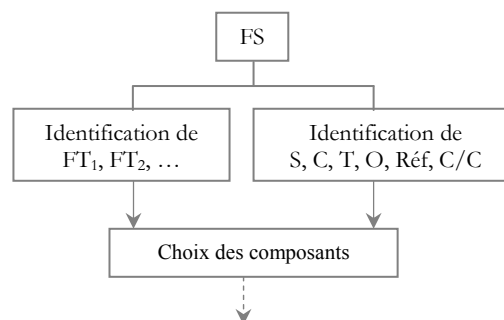 FS
Identification de
FT₁, FT₂, …
Identification de
S, C, T, O, Réf, C/C
Choix des composants